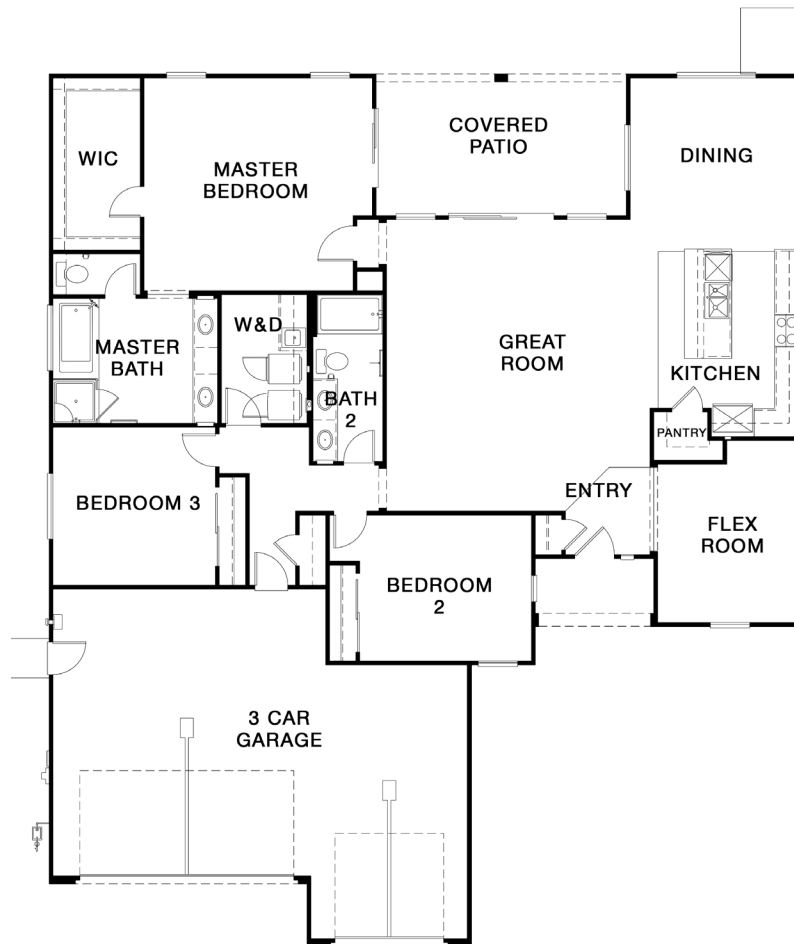 COVERED
PATIO
WIC
MASTER
BEDROOM
DINING
W&D
MASTER
BATH
GREAT
ROOM
KITCHEN
BATH
2
PANTRY
BEDROOM 3
ENTRY
FLEX
ROOM
BEDROOM
2
3 CAR
GARAGE